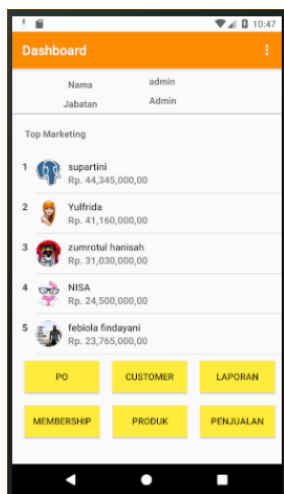 10:47
Dashboard
Nama admin
Jabatan Admin
Top Marketing
1 supartini
Rp. 44,345,000,00
2 Yulfrida
Rp. 41,160,000,00
3 zumrotul hanisah
Rp. 31,030,000,00
4 NISA
Rp. 24,500,000,00
5 febiola findayani
Rp. 23,765,000,00
PO CUSTOMER LAPORAN
MEMBERSHIP PRODUK PENJUALAN